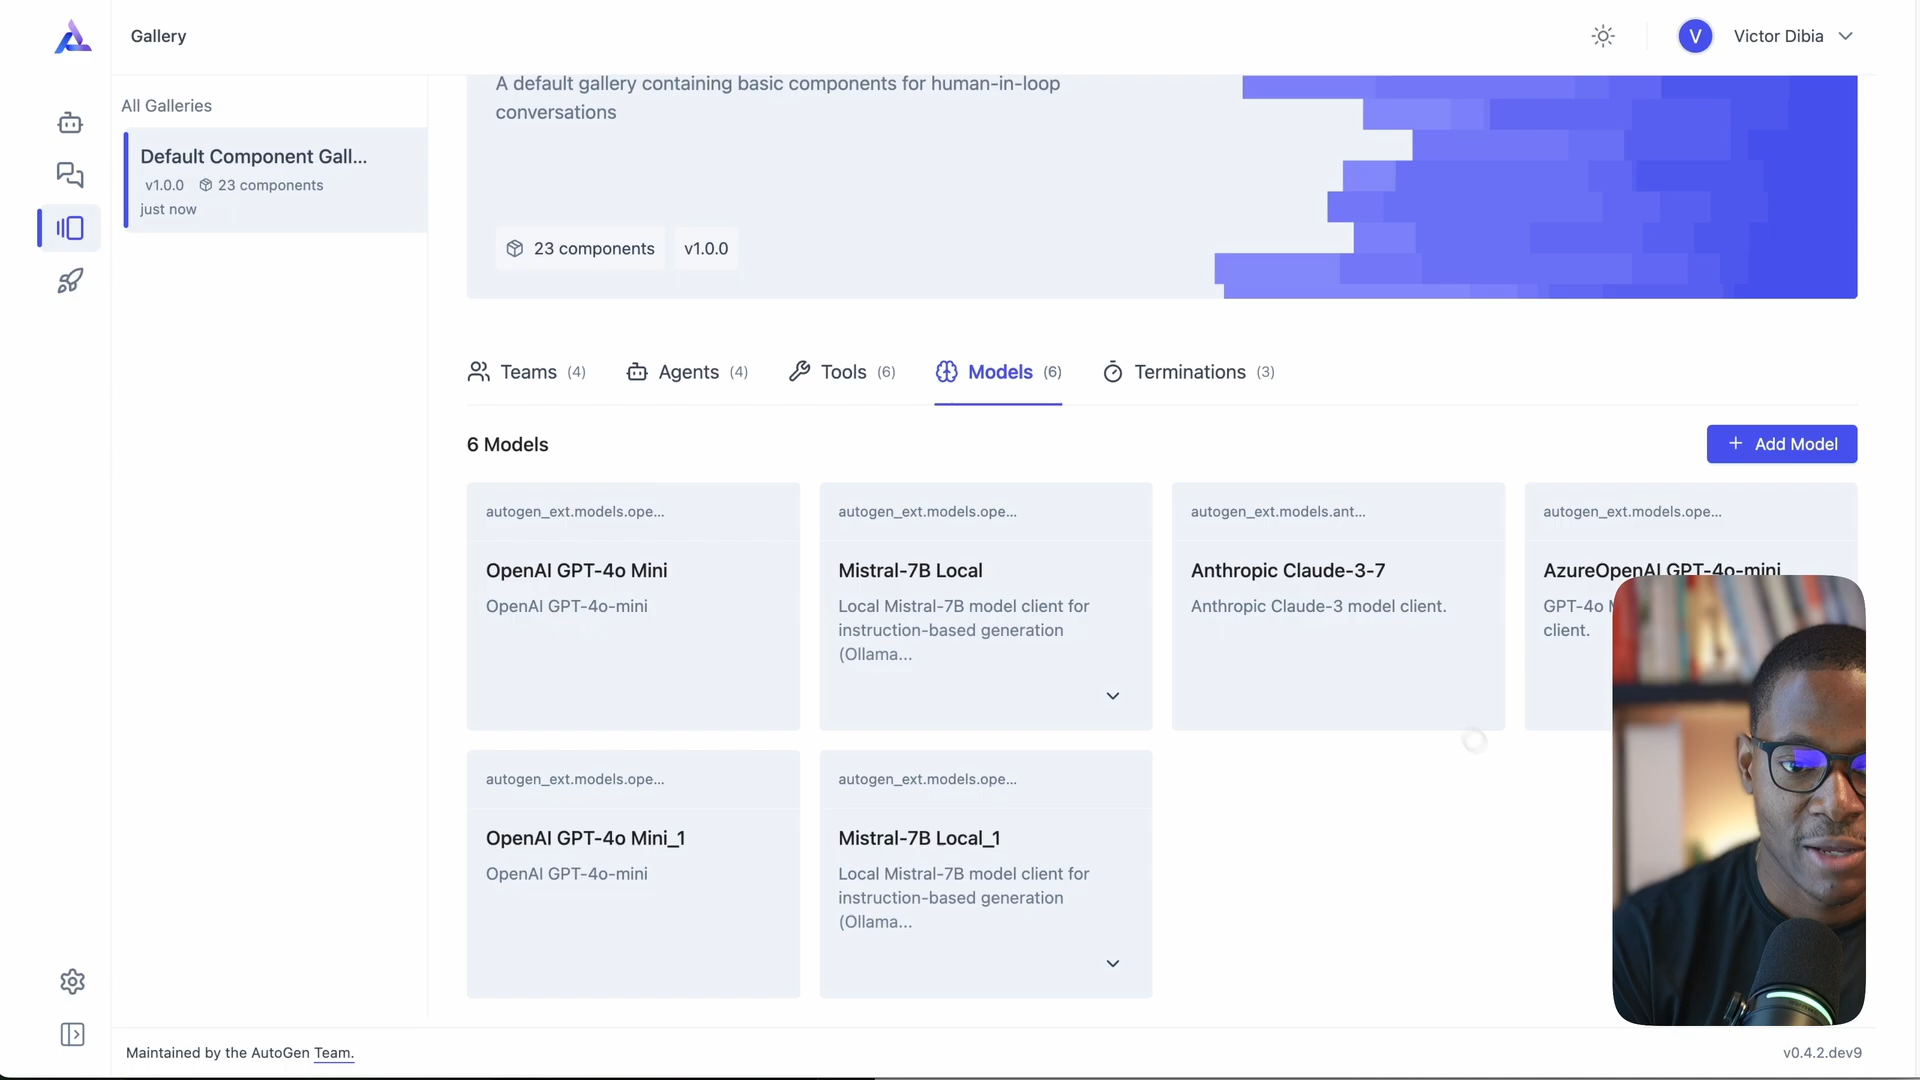 Gallery
V
Victor Dibia
All Galleries
Default Component Gall...
v1.0.0
23 components
just now
A default gallery containing basic components for human-in-loop
conversations
23 components
v1.0.0
Teams (4)
Agents (4)
Tools (6)
Models (6)
Terminations (3)
6 Models
+ Add Model
autogen_ext.models.ope...
OpenAI GPT-4o Mini
OpenAI GPT-4o-mini
autogen_ext.models.ope...
Mistral-7B Local
Local Mistral-7B model client for
instruction-based generation
(Ollama...
autogen_ext.models.ant...
Anthropic Claude-3-7
Anthropic Claude-3 model client.
autogen_ext.models.ope...
AzureOpenAI GPT-4o-mini
GPT-4o
client.
autogen_ext.models.ope...
OpenAI GPT-4o Mini_1
OpenAI GPT-4o-mini
autogen_ext.models.ope...
Mistral-7B Local_1
Local Mistral-7B model client for
instruction-based generation
(Ollama...
Maintained by the AutoGen Team.
v0.4.2.dev9